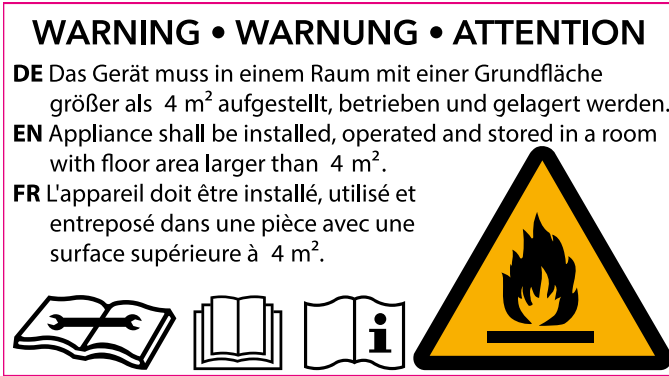 WARNING • WARNUNG • ATTENTION
DE Das Gerät muss in einem Raum mit einer Grundfläche
größer als 4 m² aufgestellt, betrieben und gelagert werden.
EN Appliance shall be installed, operated and stored in a room
with floor area larger than 4 m².
FR L'appareil doit être installé, utilisé et
entreposé dans une pièce avec une
surface supérieure à 4 m².
i